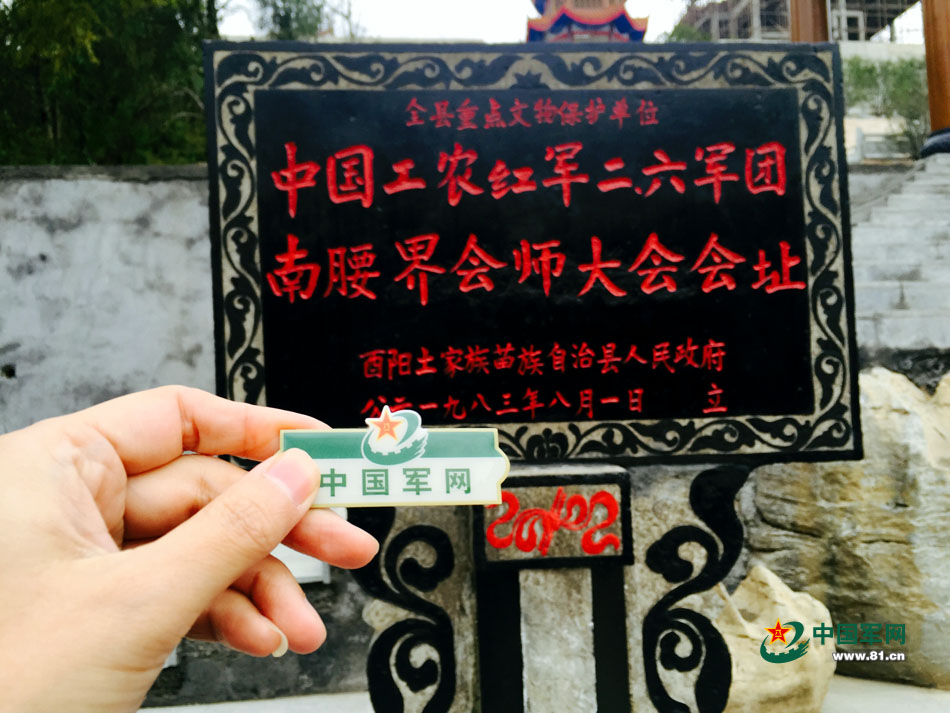 全县重点文物保护单位
中国工农红军二、六军团
南腰界会师大会会址
酉阳土家族苗族自治县人民政府
公元一九八三年八月一日 立
中国军网
中国军网
www.81.cn